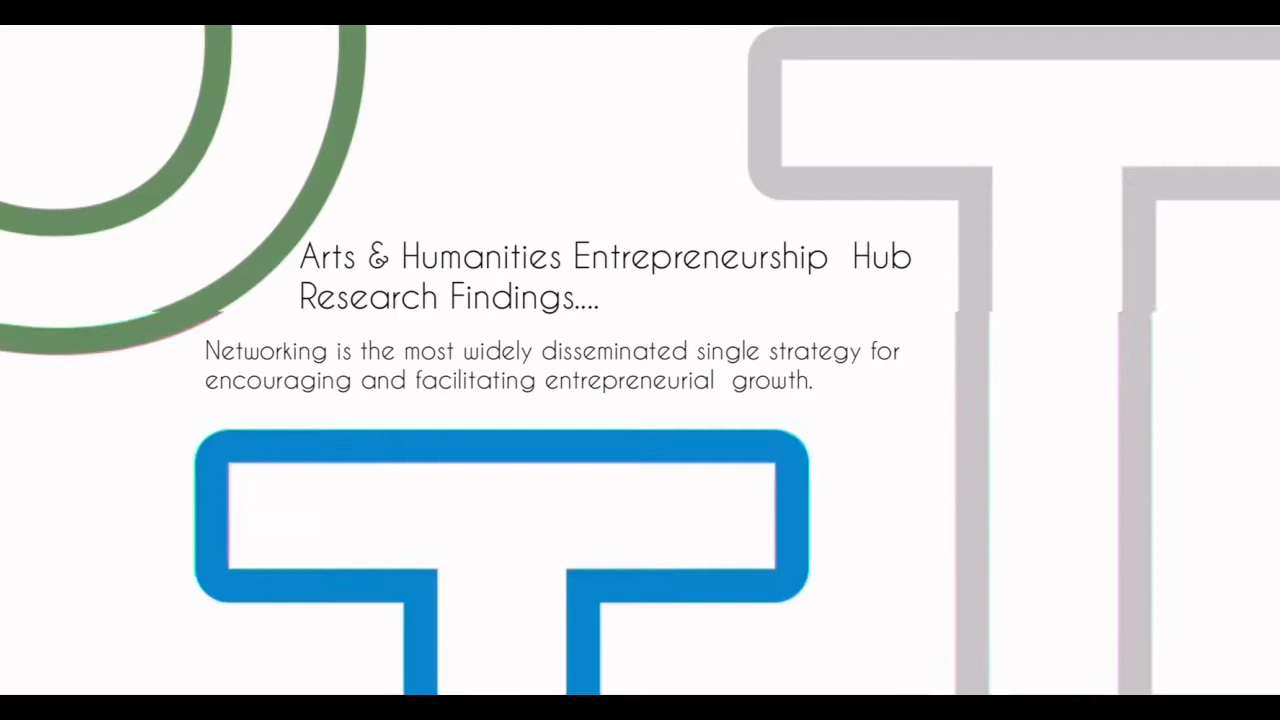 Arts & Humanities Entrepreneurship Hub
Research Findings....
Networking is the most widely disseminated single strategy for
encouraging and facilitating entrepreneurial growth.